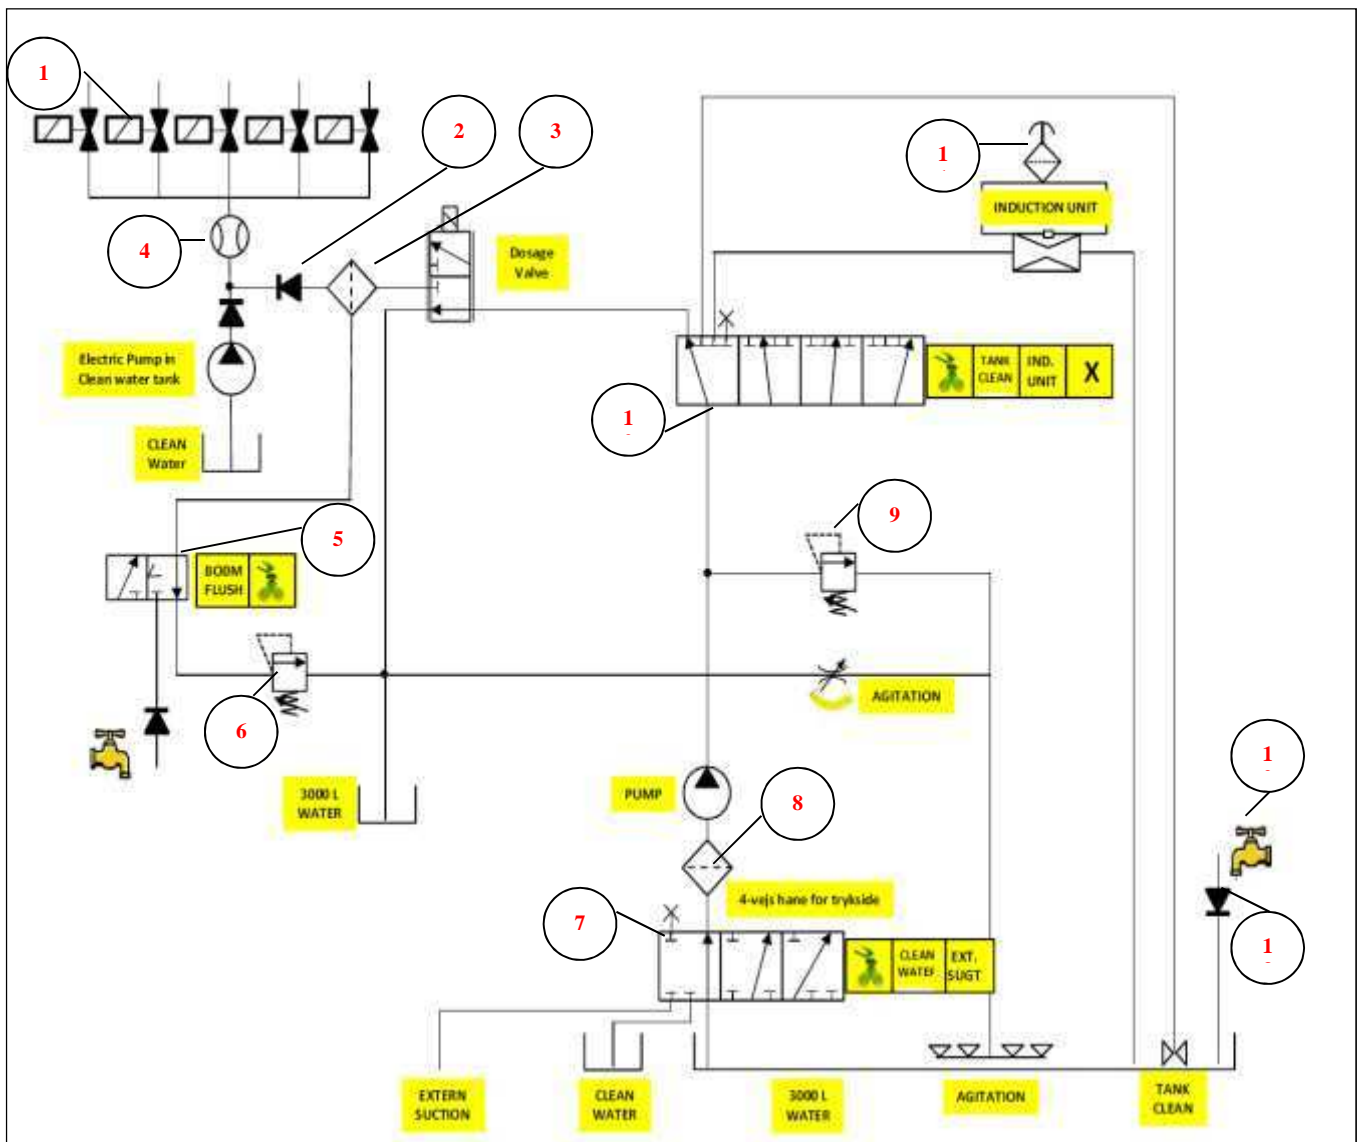 1
2
3
1
INDUCTION UNIT
4
Dosage
Valve
Electric Pump in
Clean water tank
TANK
CLEAN
IND.
UNIT
X
1
CLEAN
Water
9
5
BOOM
FLUSH
6
AGITATION
1
3000 L
WATER
PUMP
8
4-vejs hane for trykside
7
CLEAN
WATER
EXT.
SUGT
1
EXTERN
SUCTION
CLEAN
WATER
3000 L
WATER
AGITATION
TANK
CLEAN